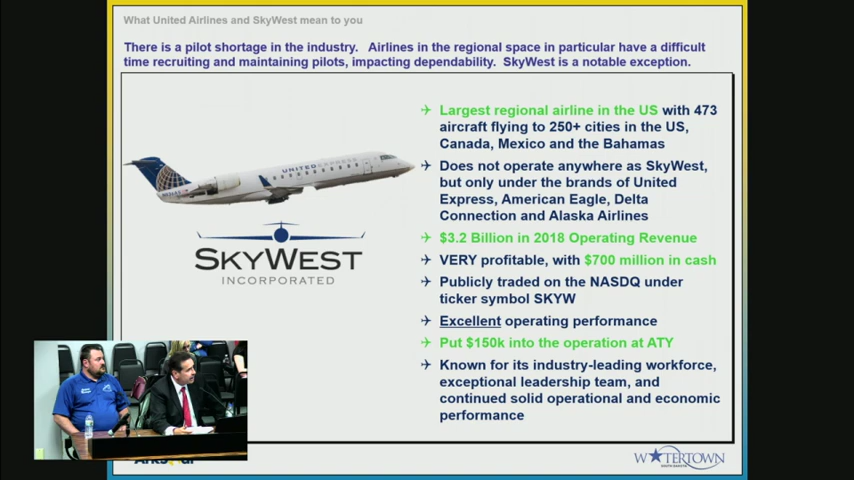 What United Airlines and SkyWest mean to you
There is a pilot shortage in the industry. Airlines in the regional space in particular have a difficult
time recruiting and maintaining pilots, impacting dependability. SkyWest is a notable exception.
Largest regional airline in the US with 473
aircraft flying to 250+ cities in the US,
Canada, Mexico and the Bahamas
Does not operate anywhere as SkyWest,
but only under the brands of United
Express, American Eagle, Delta
Connection and Alaska Airlines
$3.2 Billion in 2018 Operating Revenue
VERY profitable, with $700 million in cash
Publicly traded on the NASDQ under
ticker symbol SKYW
Excellent operating performance
Put $150k into the operation at ATY
Known for its industry-leading workforce,
exceptional leadership team, and
continued solid operational and economic
performance
UNITED EXPRESS
SKYWEST
INCORPORATED
WATERTOWN
SOUTH DAKOTA